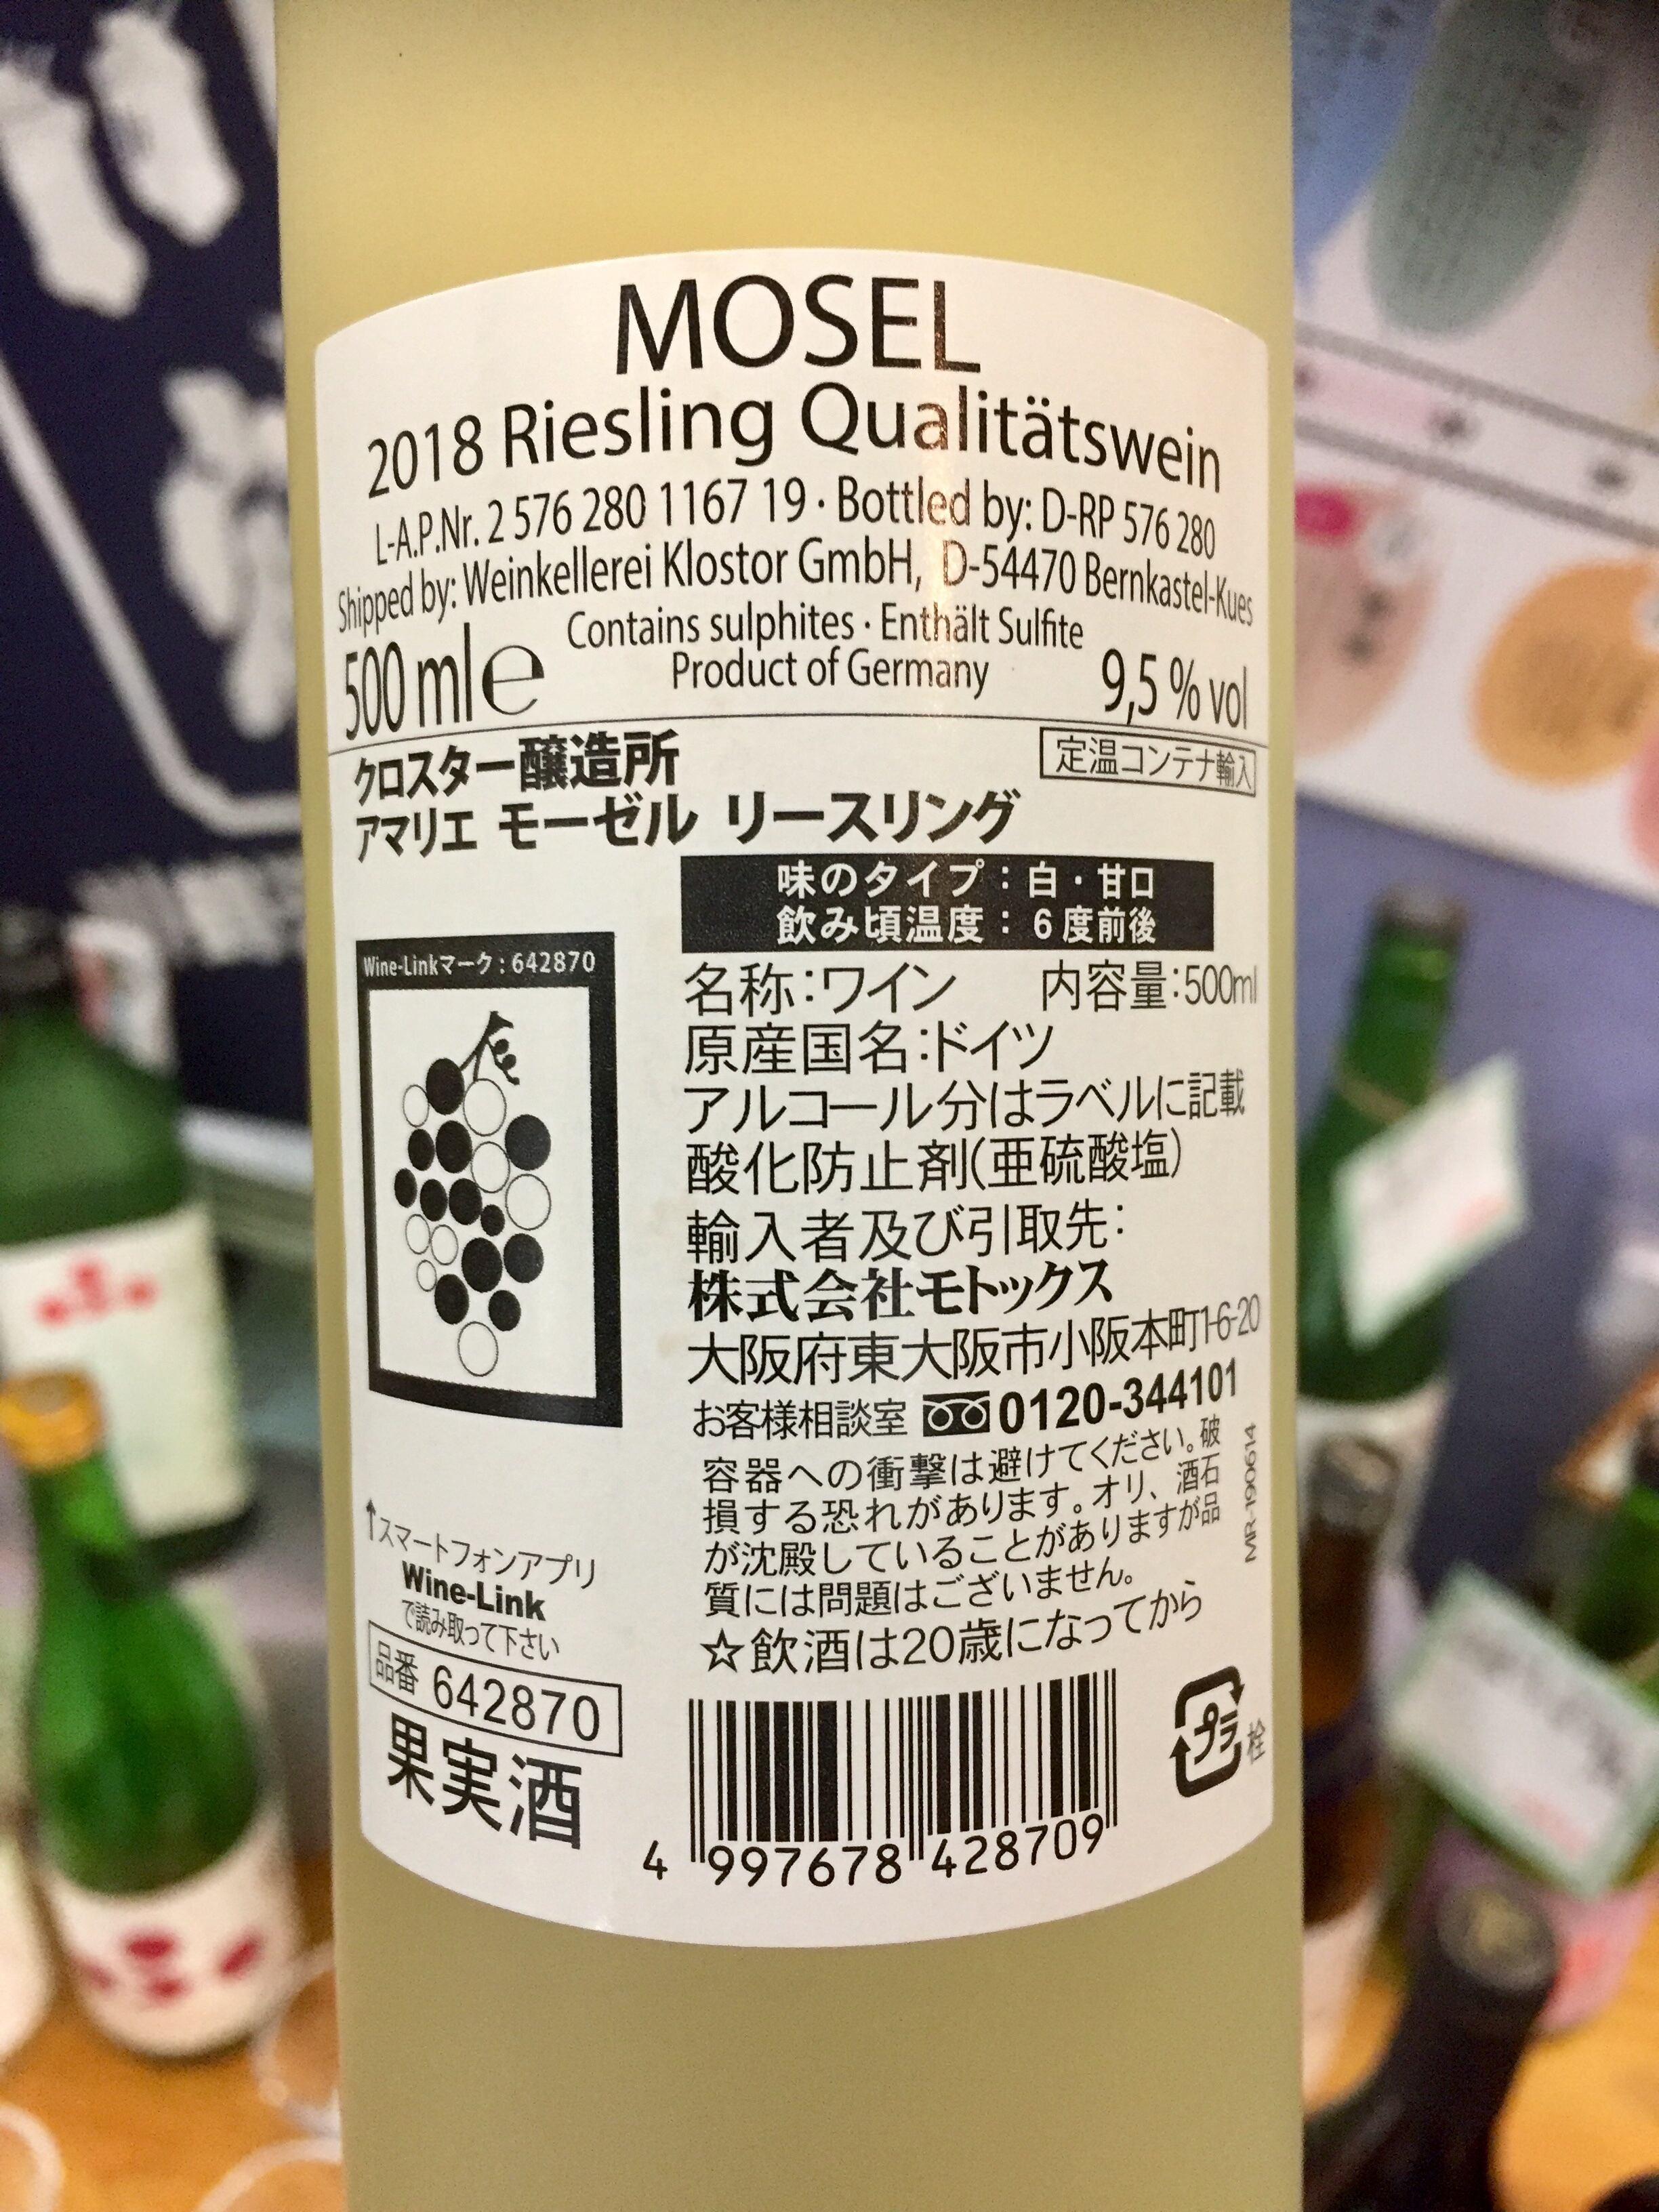 MOSEL
2018 Riesling Qualitätswein
L-A.P.Nr. 2 576 280 1167 19 · Bottled by: D-RP 576 280
Shipped by: Weinkellerei Klostor GmbH, D-54470 Bernkastel-Kues
Contains sulphites · Enthält Sulfite
500 ml e Product of Germany 9,5 % vol
クロスター醸造所
定温コンテナ輸入
アマリエ モーゼル リースリング
味のタイプ：白・甘口
飲み頃温度：6度前後
Wine-Linkマーク：642870
名称：ワイン 内容量：500ml
原産国名：ドイツ
アルコール分はラベルに記載
酸化防止剤(亜硫酸塩)
輸入者及び引取先：
株式会社モトックス
大阪府東大阪市小阪本町1-6-20
お客様相談室 0120-344101
容器への衝撃は避けてください。破
損する恐れがあります。オリ、酒石
が沈殿していることがありますが品
質には問題はございません。
☆飲酒は20歳になってから
MR-190614
↑スマートフォンアプリ
Wine-Link
で読み取って下さい
品番 642870
果実酒
4 997678 428709
プラ 栓